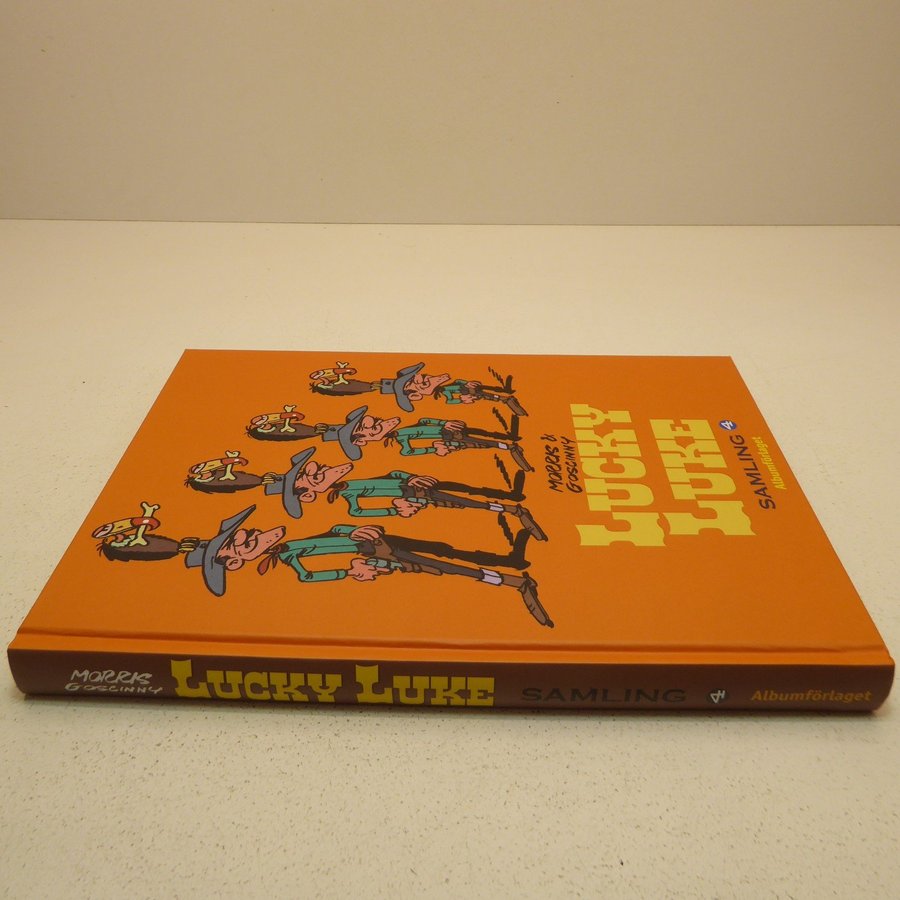 MORRIS &
GOSCINNY
LUCKY
LUKE
SAMLING 4
Albumförlaget
MORRIS
GOSCINNY
LUCKY LUKE SAMLING 4 Albumförlaget